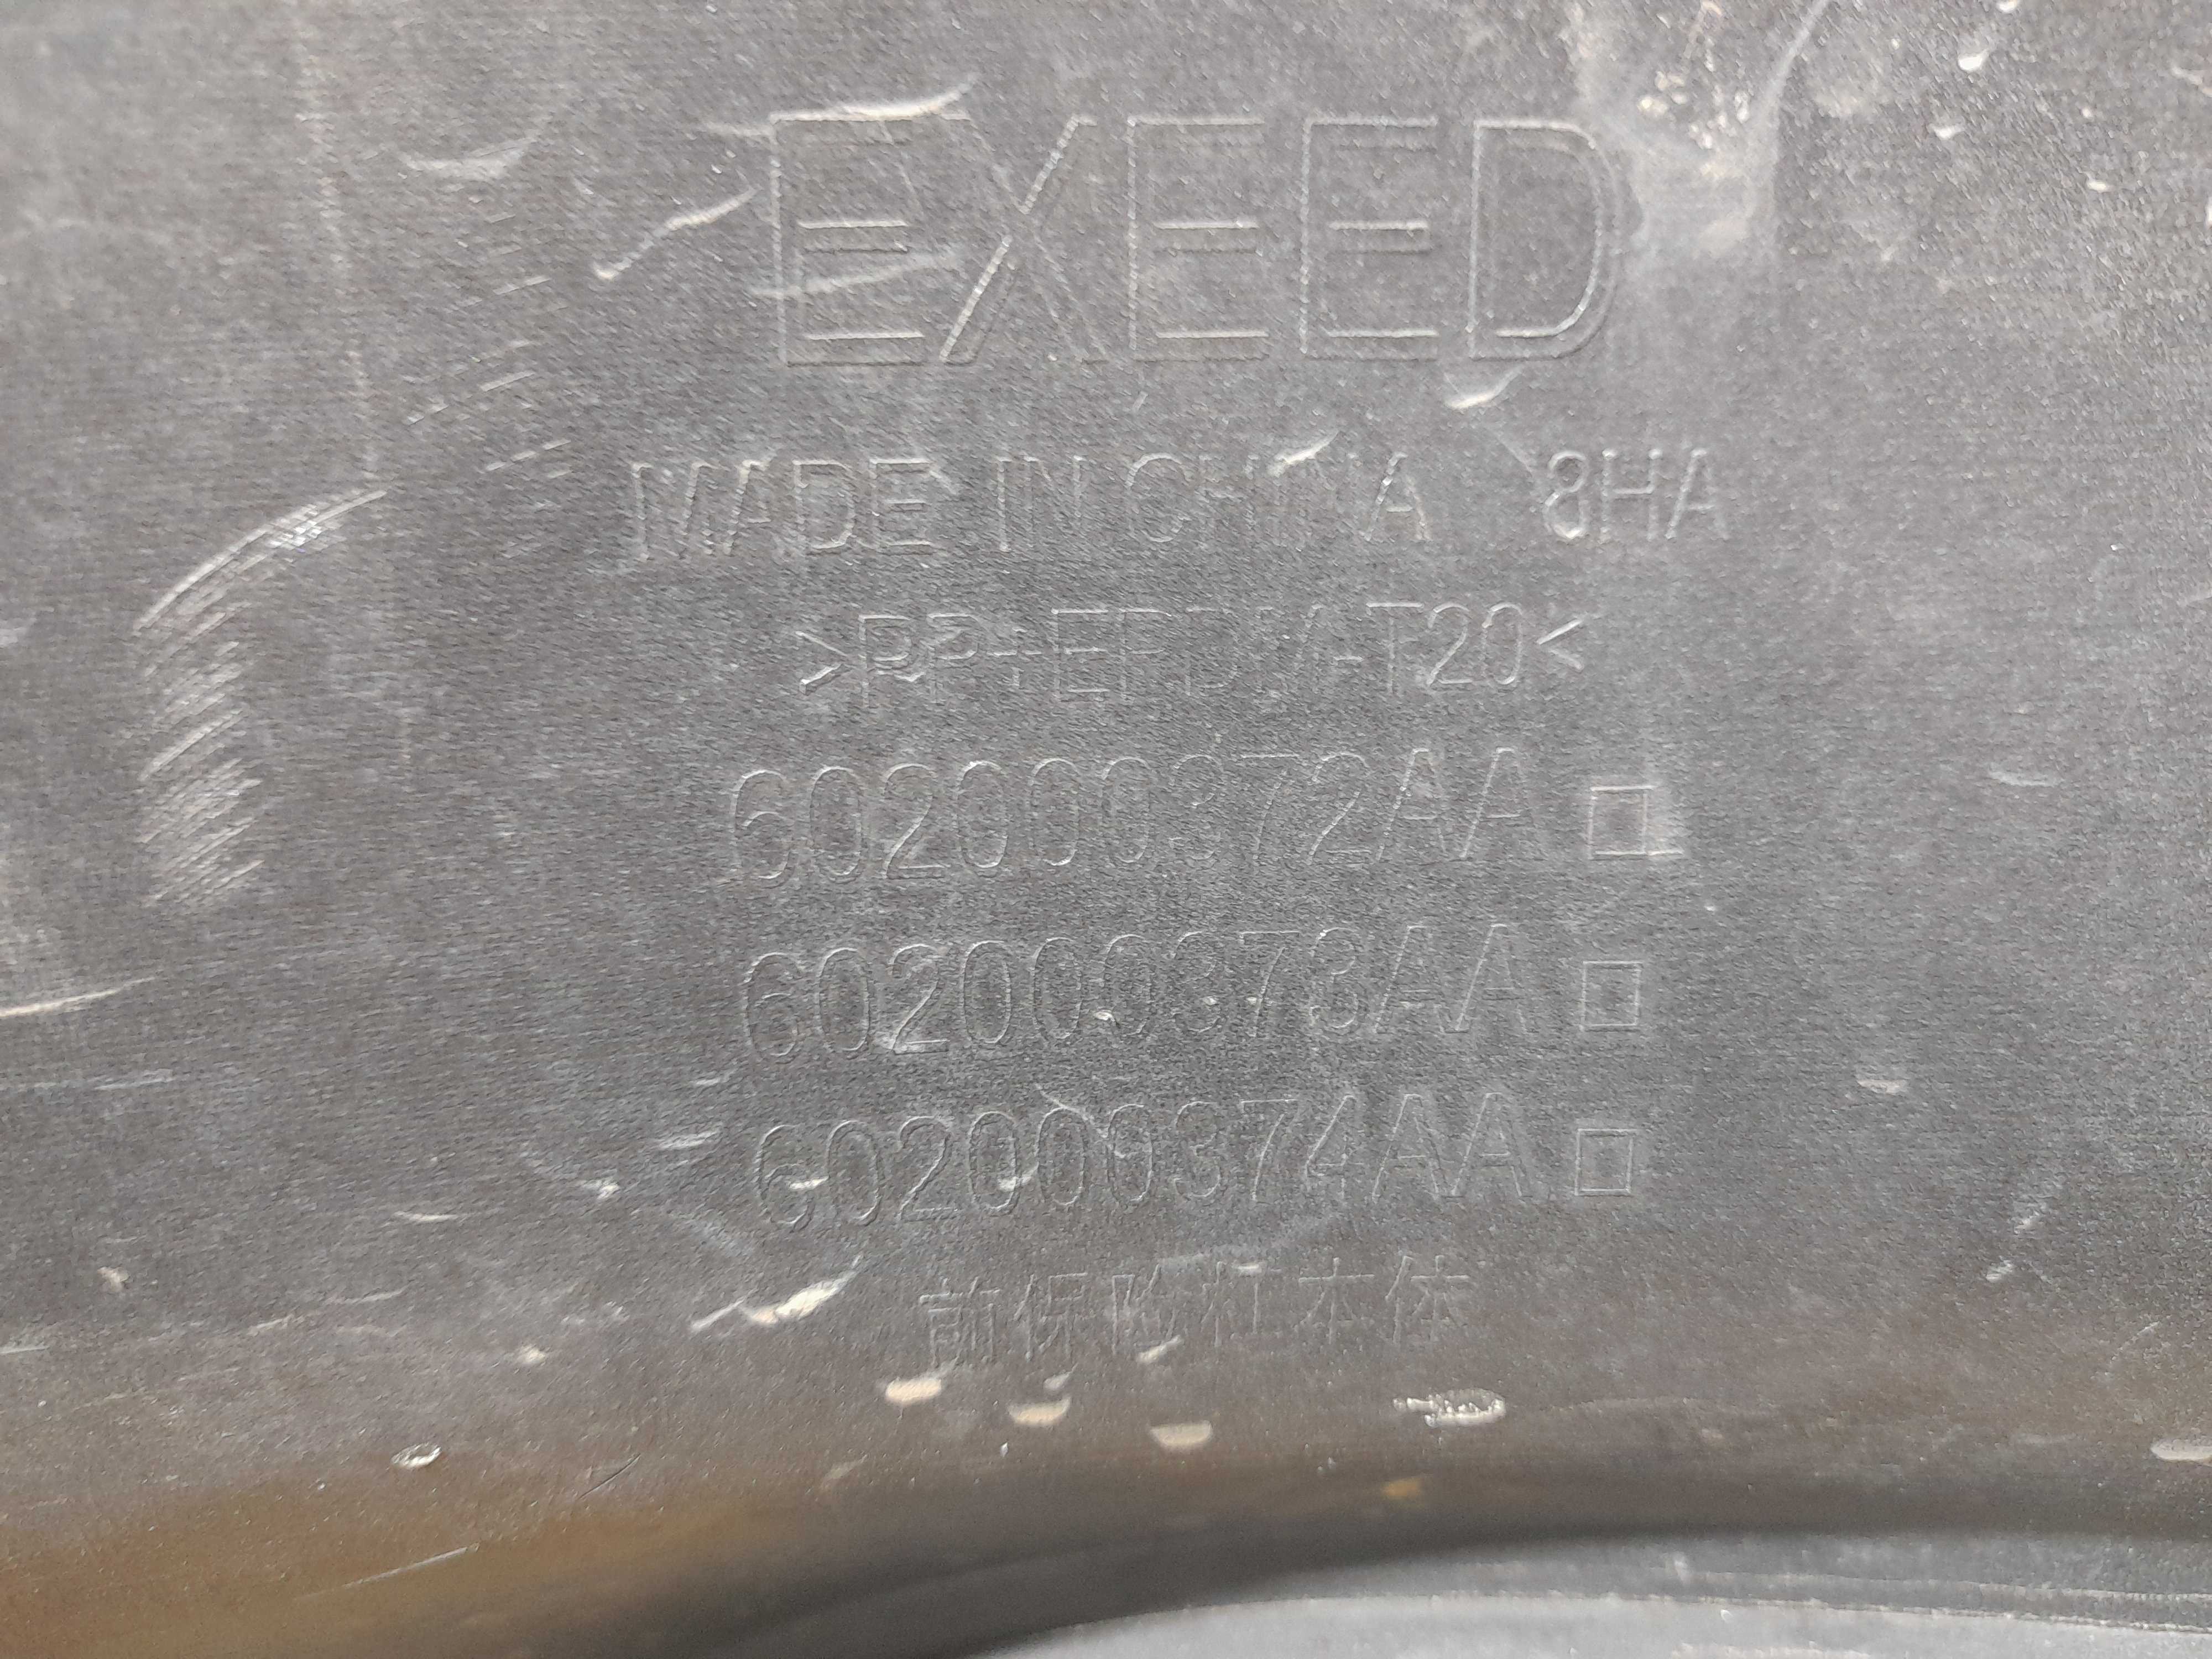 EXEED
MADE IN CHINA 8HA
>PP+EPDM-T20<
602000372AA □
602000373AA □
602000374AA □
前保险杠本体